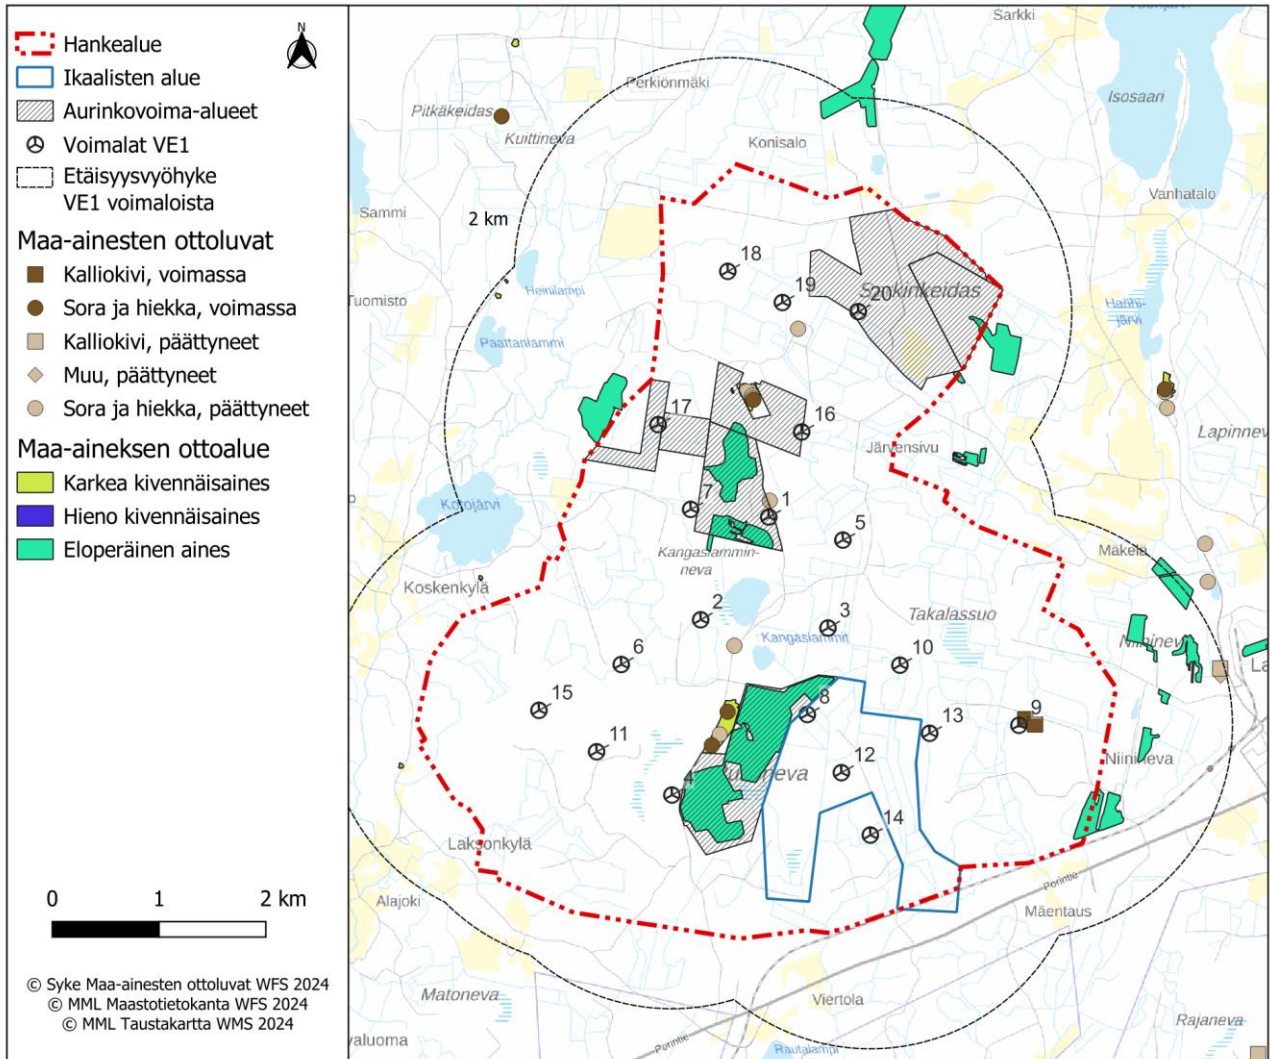 Hankealue
Ikaalisten alue
Aurinkovoima-alueet
Voimalat VE1
Etäisyysvyöhyke
VE1 voimaloista
Maa-ainesten ottoluvat
Kalliokivi, voimassa
Sora ja hiekka, voimassa
Kalliokivi, päättyneet
Muu, päättyneet
Sora ja hiekka, päättyneet
Maa-aineksen ottoalue
Karkea kivennäisaines
Hieno kivennäisaines
Eloperäinen aines
N
0 1 2 km
© Syke Maa-ainesten ottoluvat WFS 2024
© MML Maastotietokanta WFS 2024
© MML Taustakartta WMS 2024
Sarkki
Perkiönmäki
Isosaari
Pitkäkeidas
Kuittineva
Konisalo
Vanhatalo
Sammi
2 km
18
Heinilampi
19
20
Tuomisto
Paattanlammi
Lapinnev
17
16
Järvensivu
7
1
5
Kangaslammin-
neva
Mäkelä
Koskenkylä
2
3
Takalassuo
Kangaslammit
6
10
15
8
13
9
11
12
Niinineva
4
14
Laksonkylä
Alajoki
Porintie
Mäentaus
Matoneva
Viertola
Rajaneva
valuoma
Porintie
Rautalampi